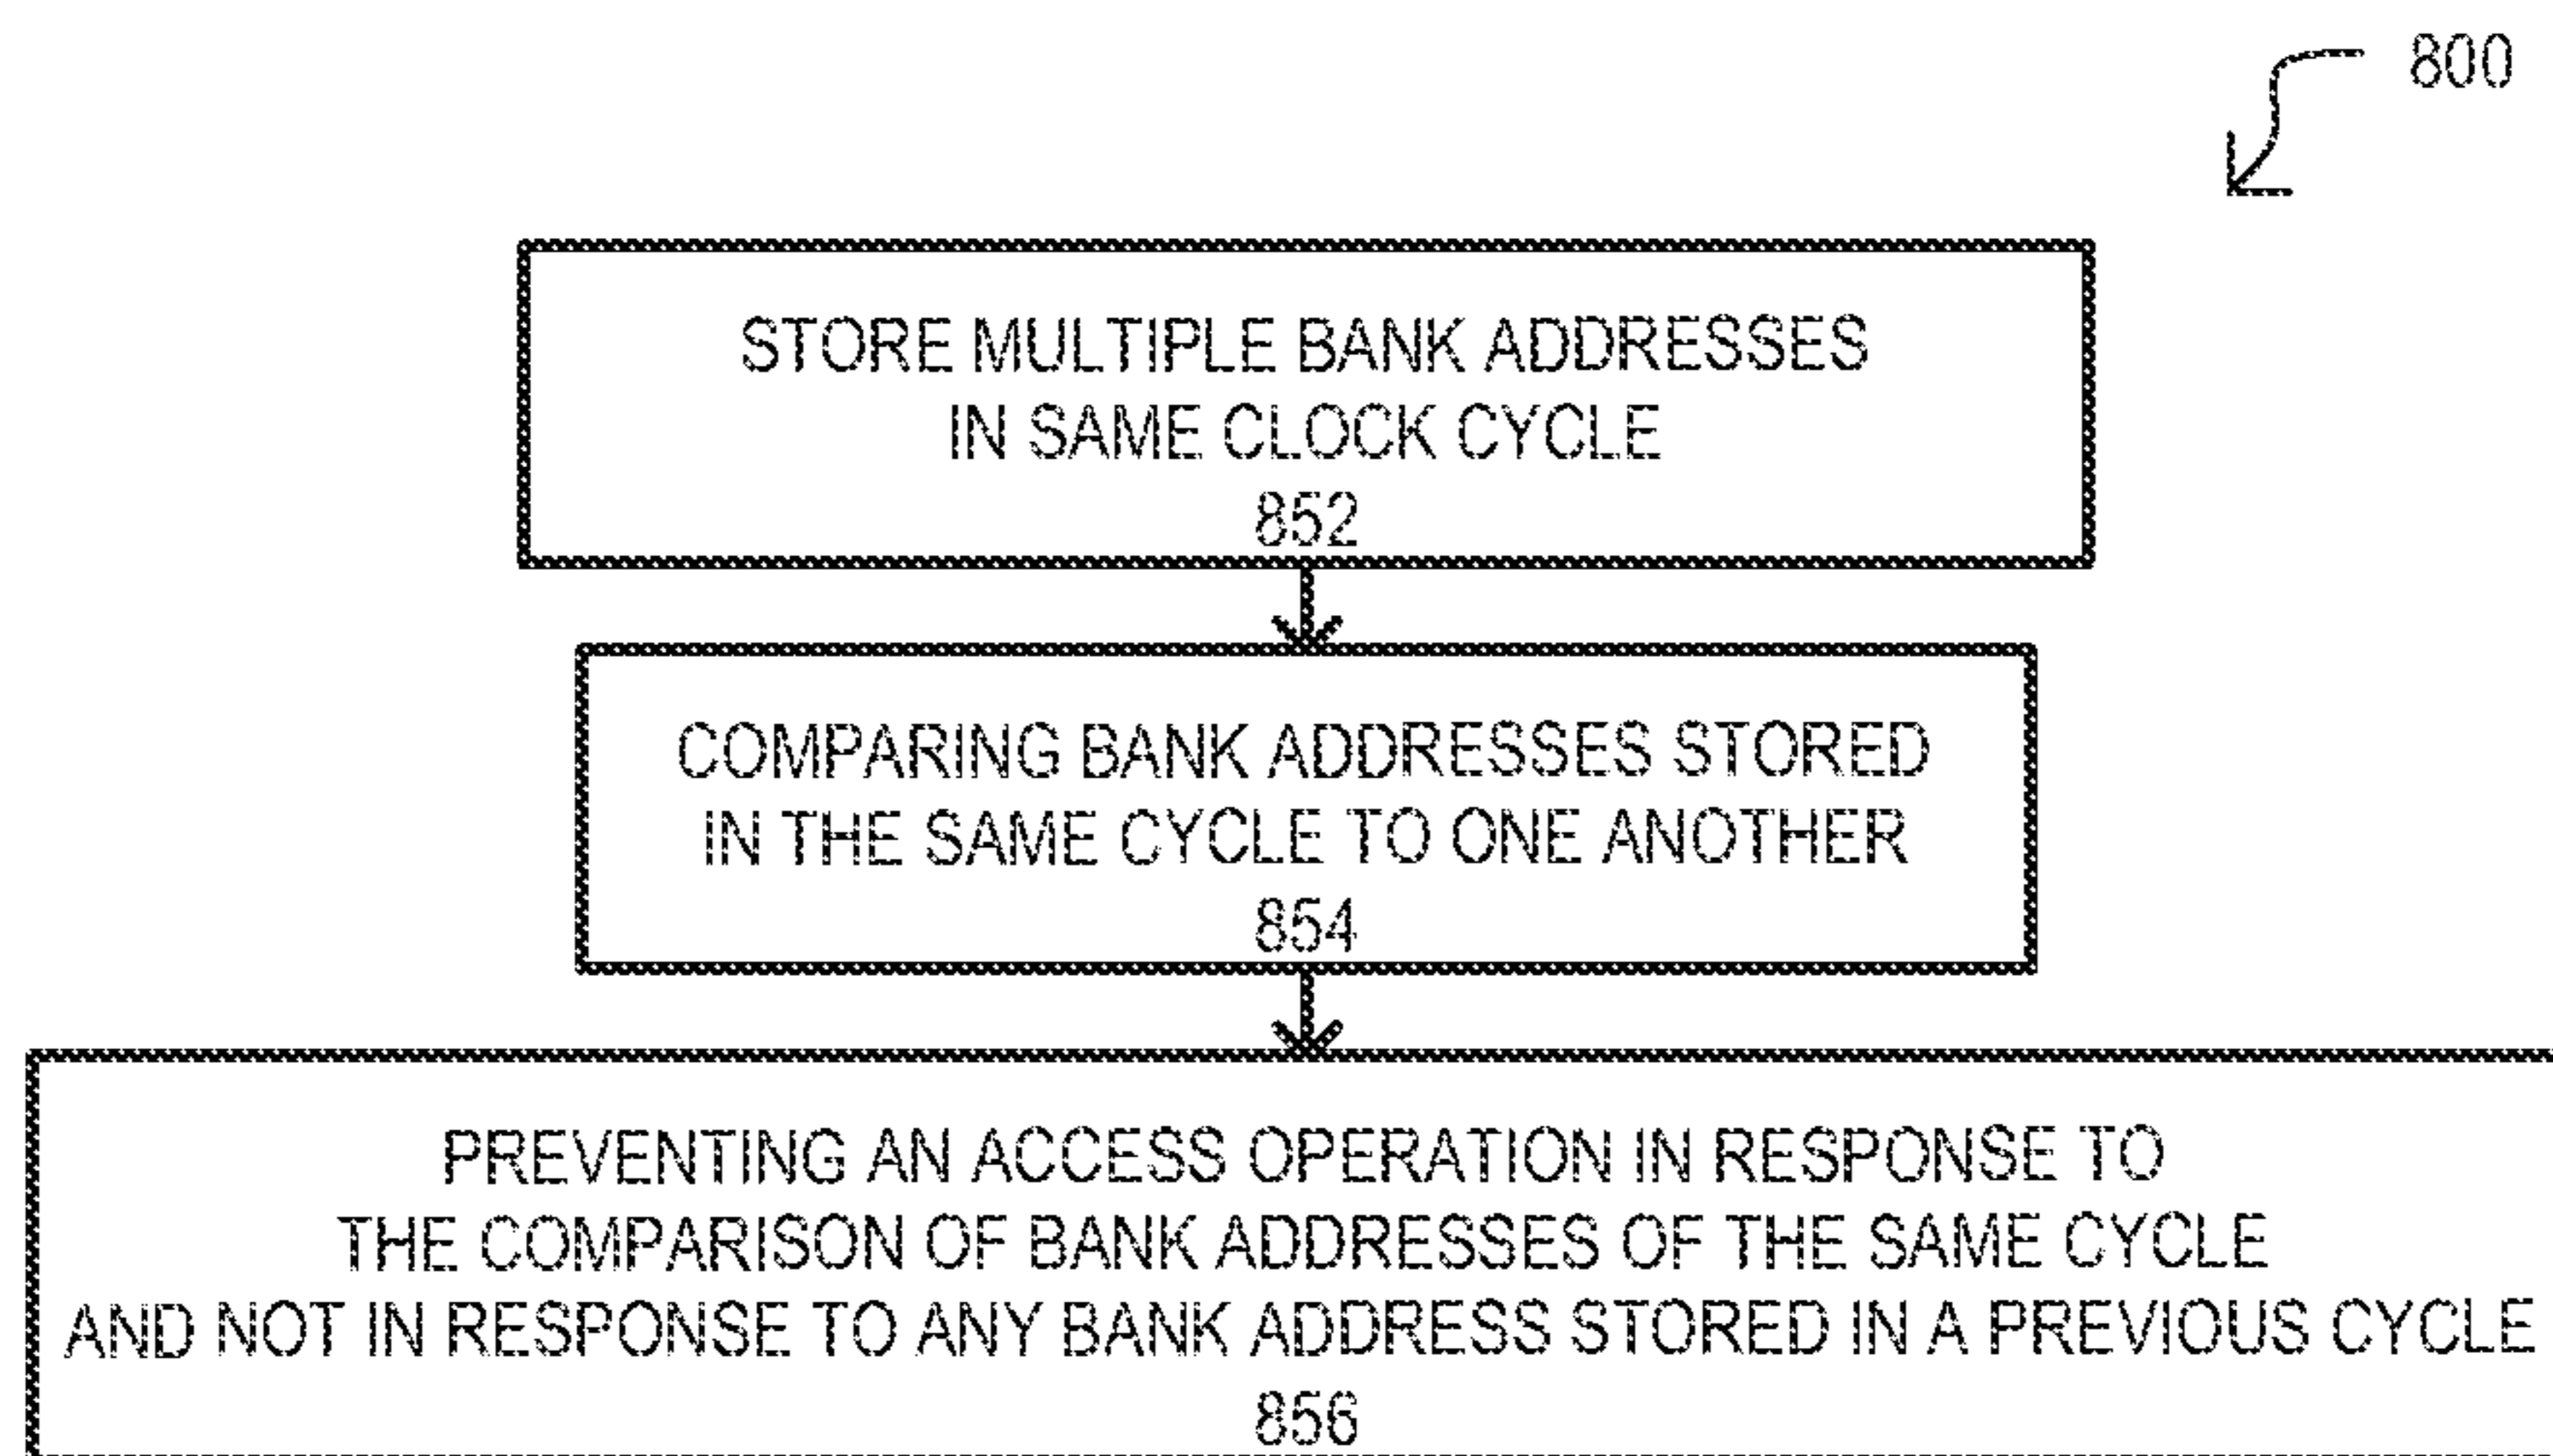 800
STORE MULTIPLE BANK ADDRESSES
IN SAME CLOCK CYCLE
852
COMPARING BANK ADDRESSES STORED
IN THE SAME CYCLE TO ONE ANOTHER
854
PREVENTING AN ACCESS OPERATION IN RESPONSE TO
THE COMPARISON OF BANK ADDRESSES OF THE SAME CYCLE
AND NOT IN RESPONSE TO ANY BANK ADDRESS STORED IN A PREVIOUS CYCLE
856